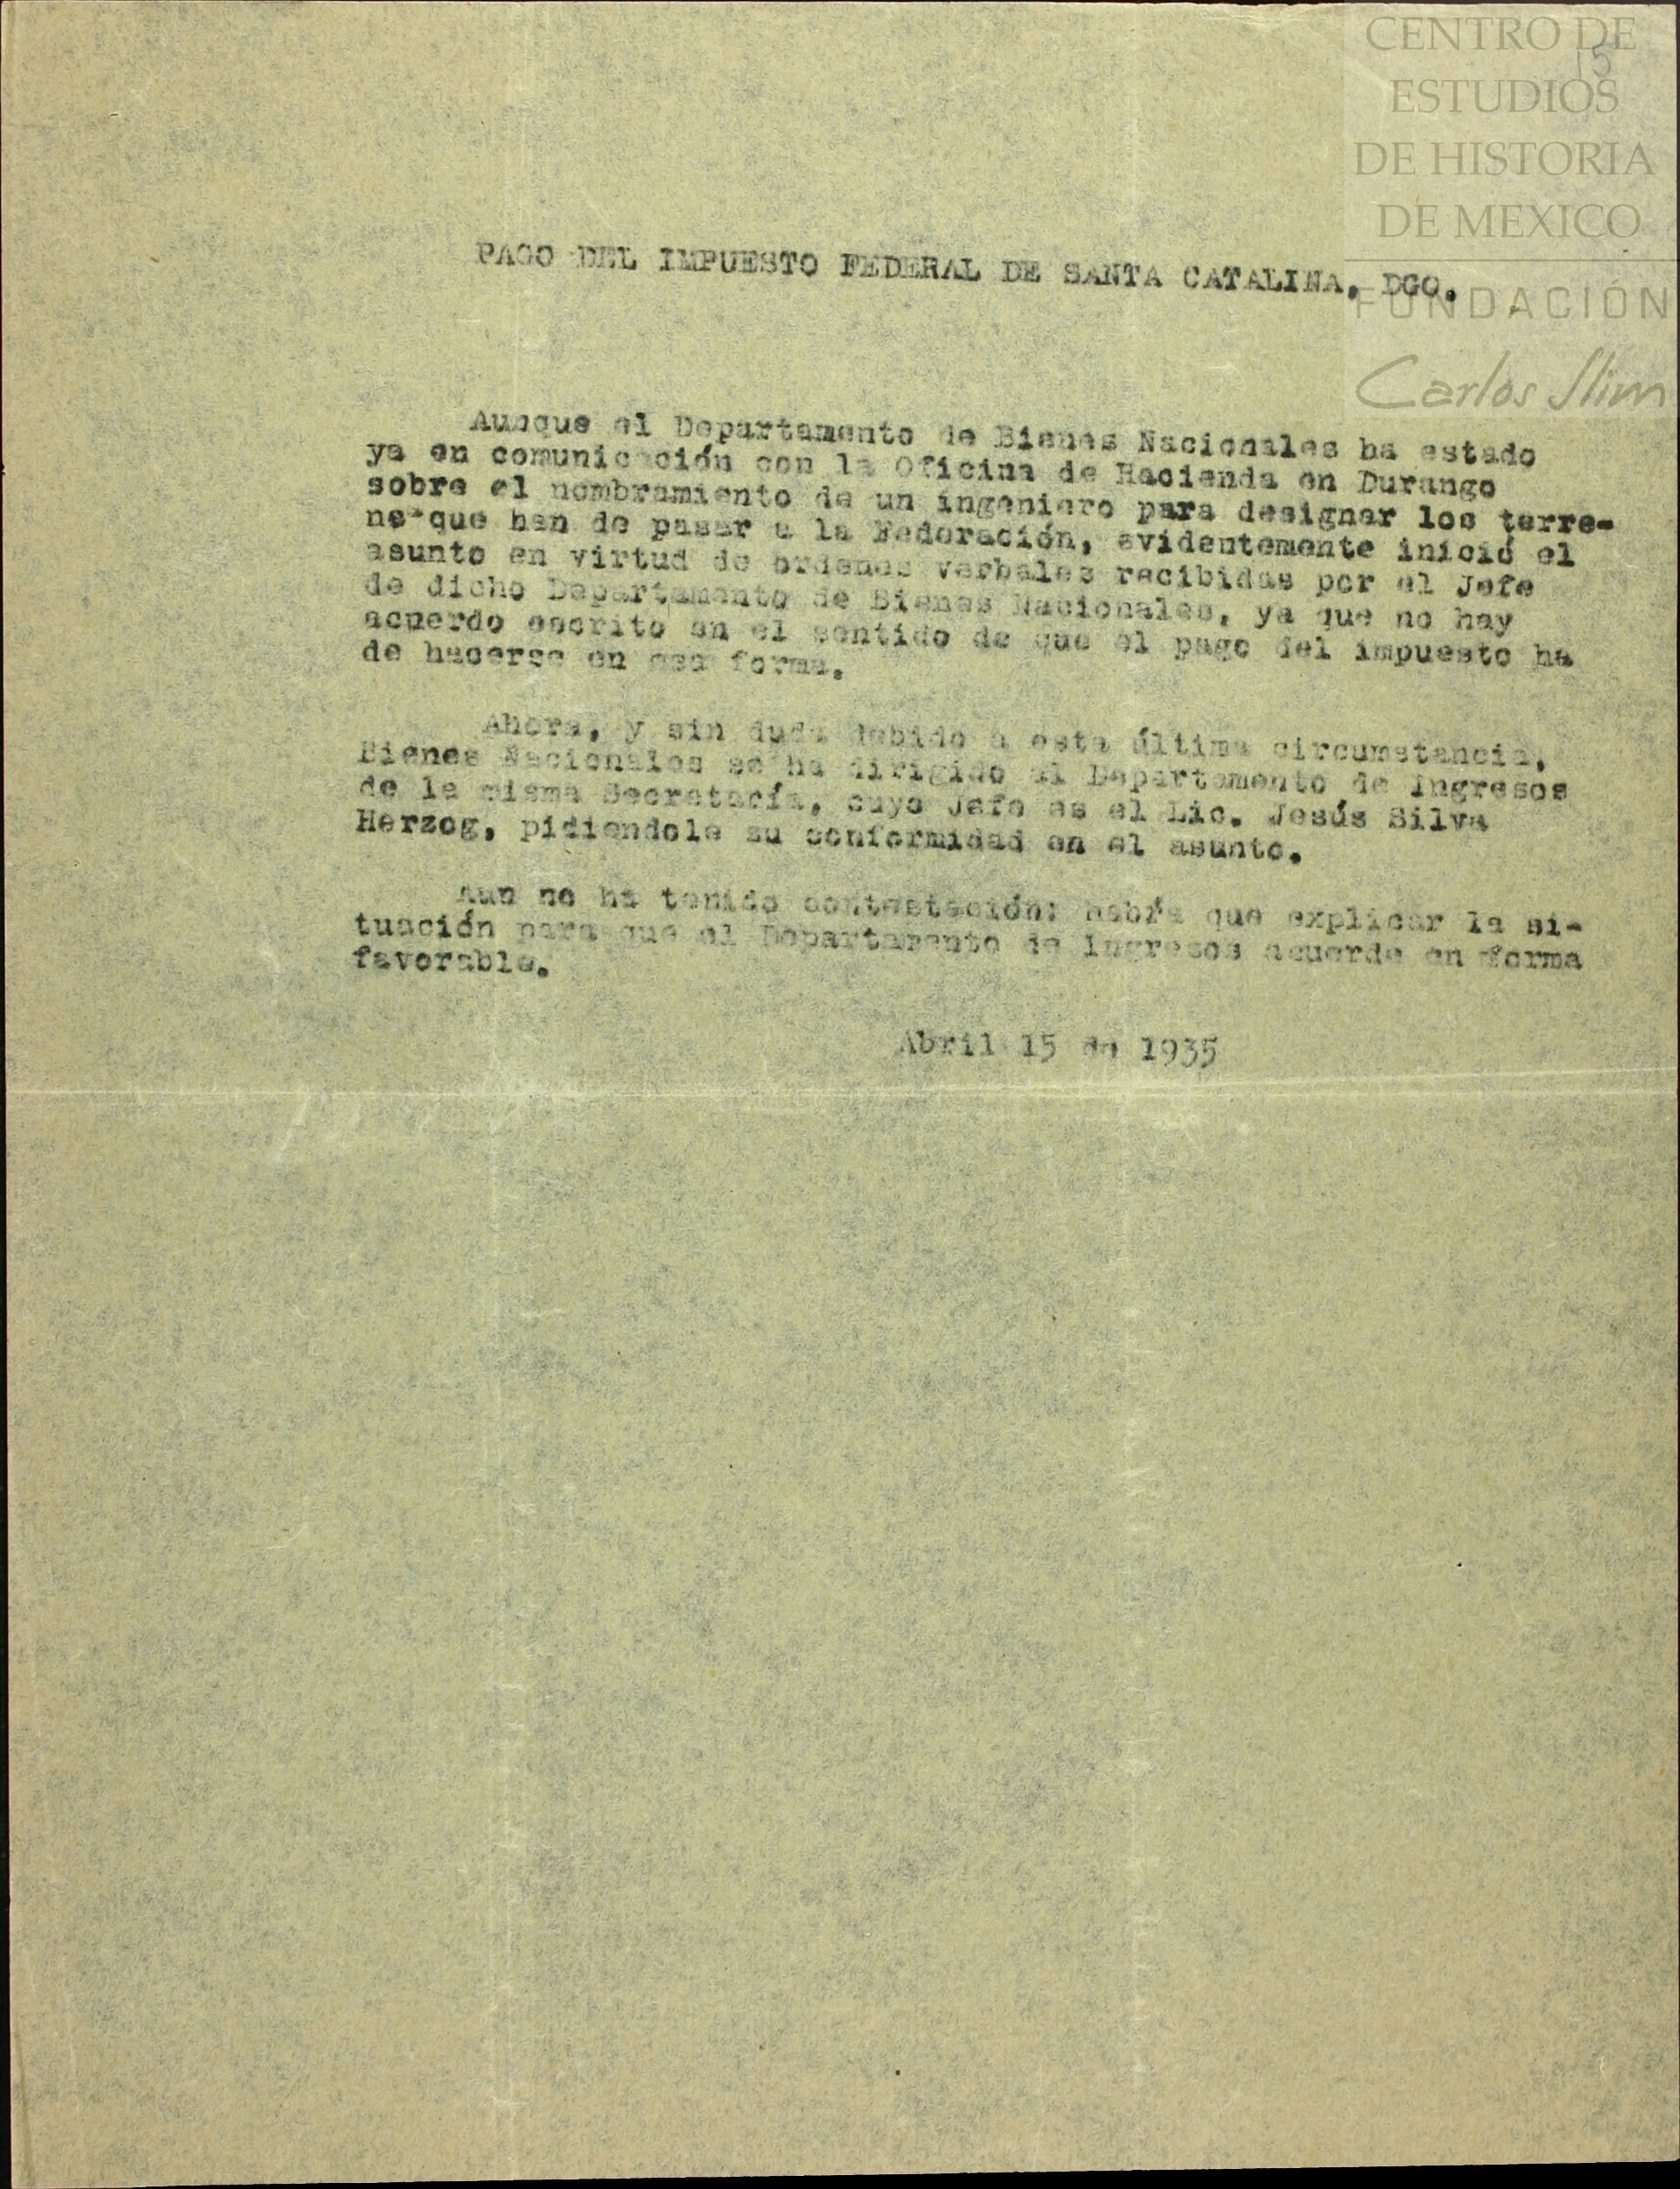 CENTRO DE
15
ESTUDIOS
DE HISTORIA
DE MEXICO
FUNDACIÓN
Carlos Slim
PAGO DEL IMPUESTO FEDERAL DE SANTA CATALINA, DGO.
Aunque el Departamento de Bienes Nacionales ha estado
ya en comunicación con la Oficina de Hacienda en Durango
sobre el nombramiento de un ingeniero para designar los terre-
no que han de pasar a la Federación, evidentemente inició el
asunto en virtud de ordenes verbales recibidas por el Jefe
de dicho Departamento de Bienes Nacionales, ya que no hay
acuerdo escrito en el sentido de que el pago del impuesto ha
de hacerse en esa forma.
Ahora, y sin duda debido a esta última circumstancia,
Bienes Nacionales se ha dirigido al Departamento de Ingresos
de la misma Secretaría, cuyo Jefe es el Lic. Jesús Silva
Herzog, pidiendole su conformidad en el asunto.
Aun no ha tenido contestación: habrá que explicar la si-
tuación para que el Departamento de Ingresos acuerde en forma
favorable.
Abril 15 de 1935